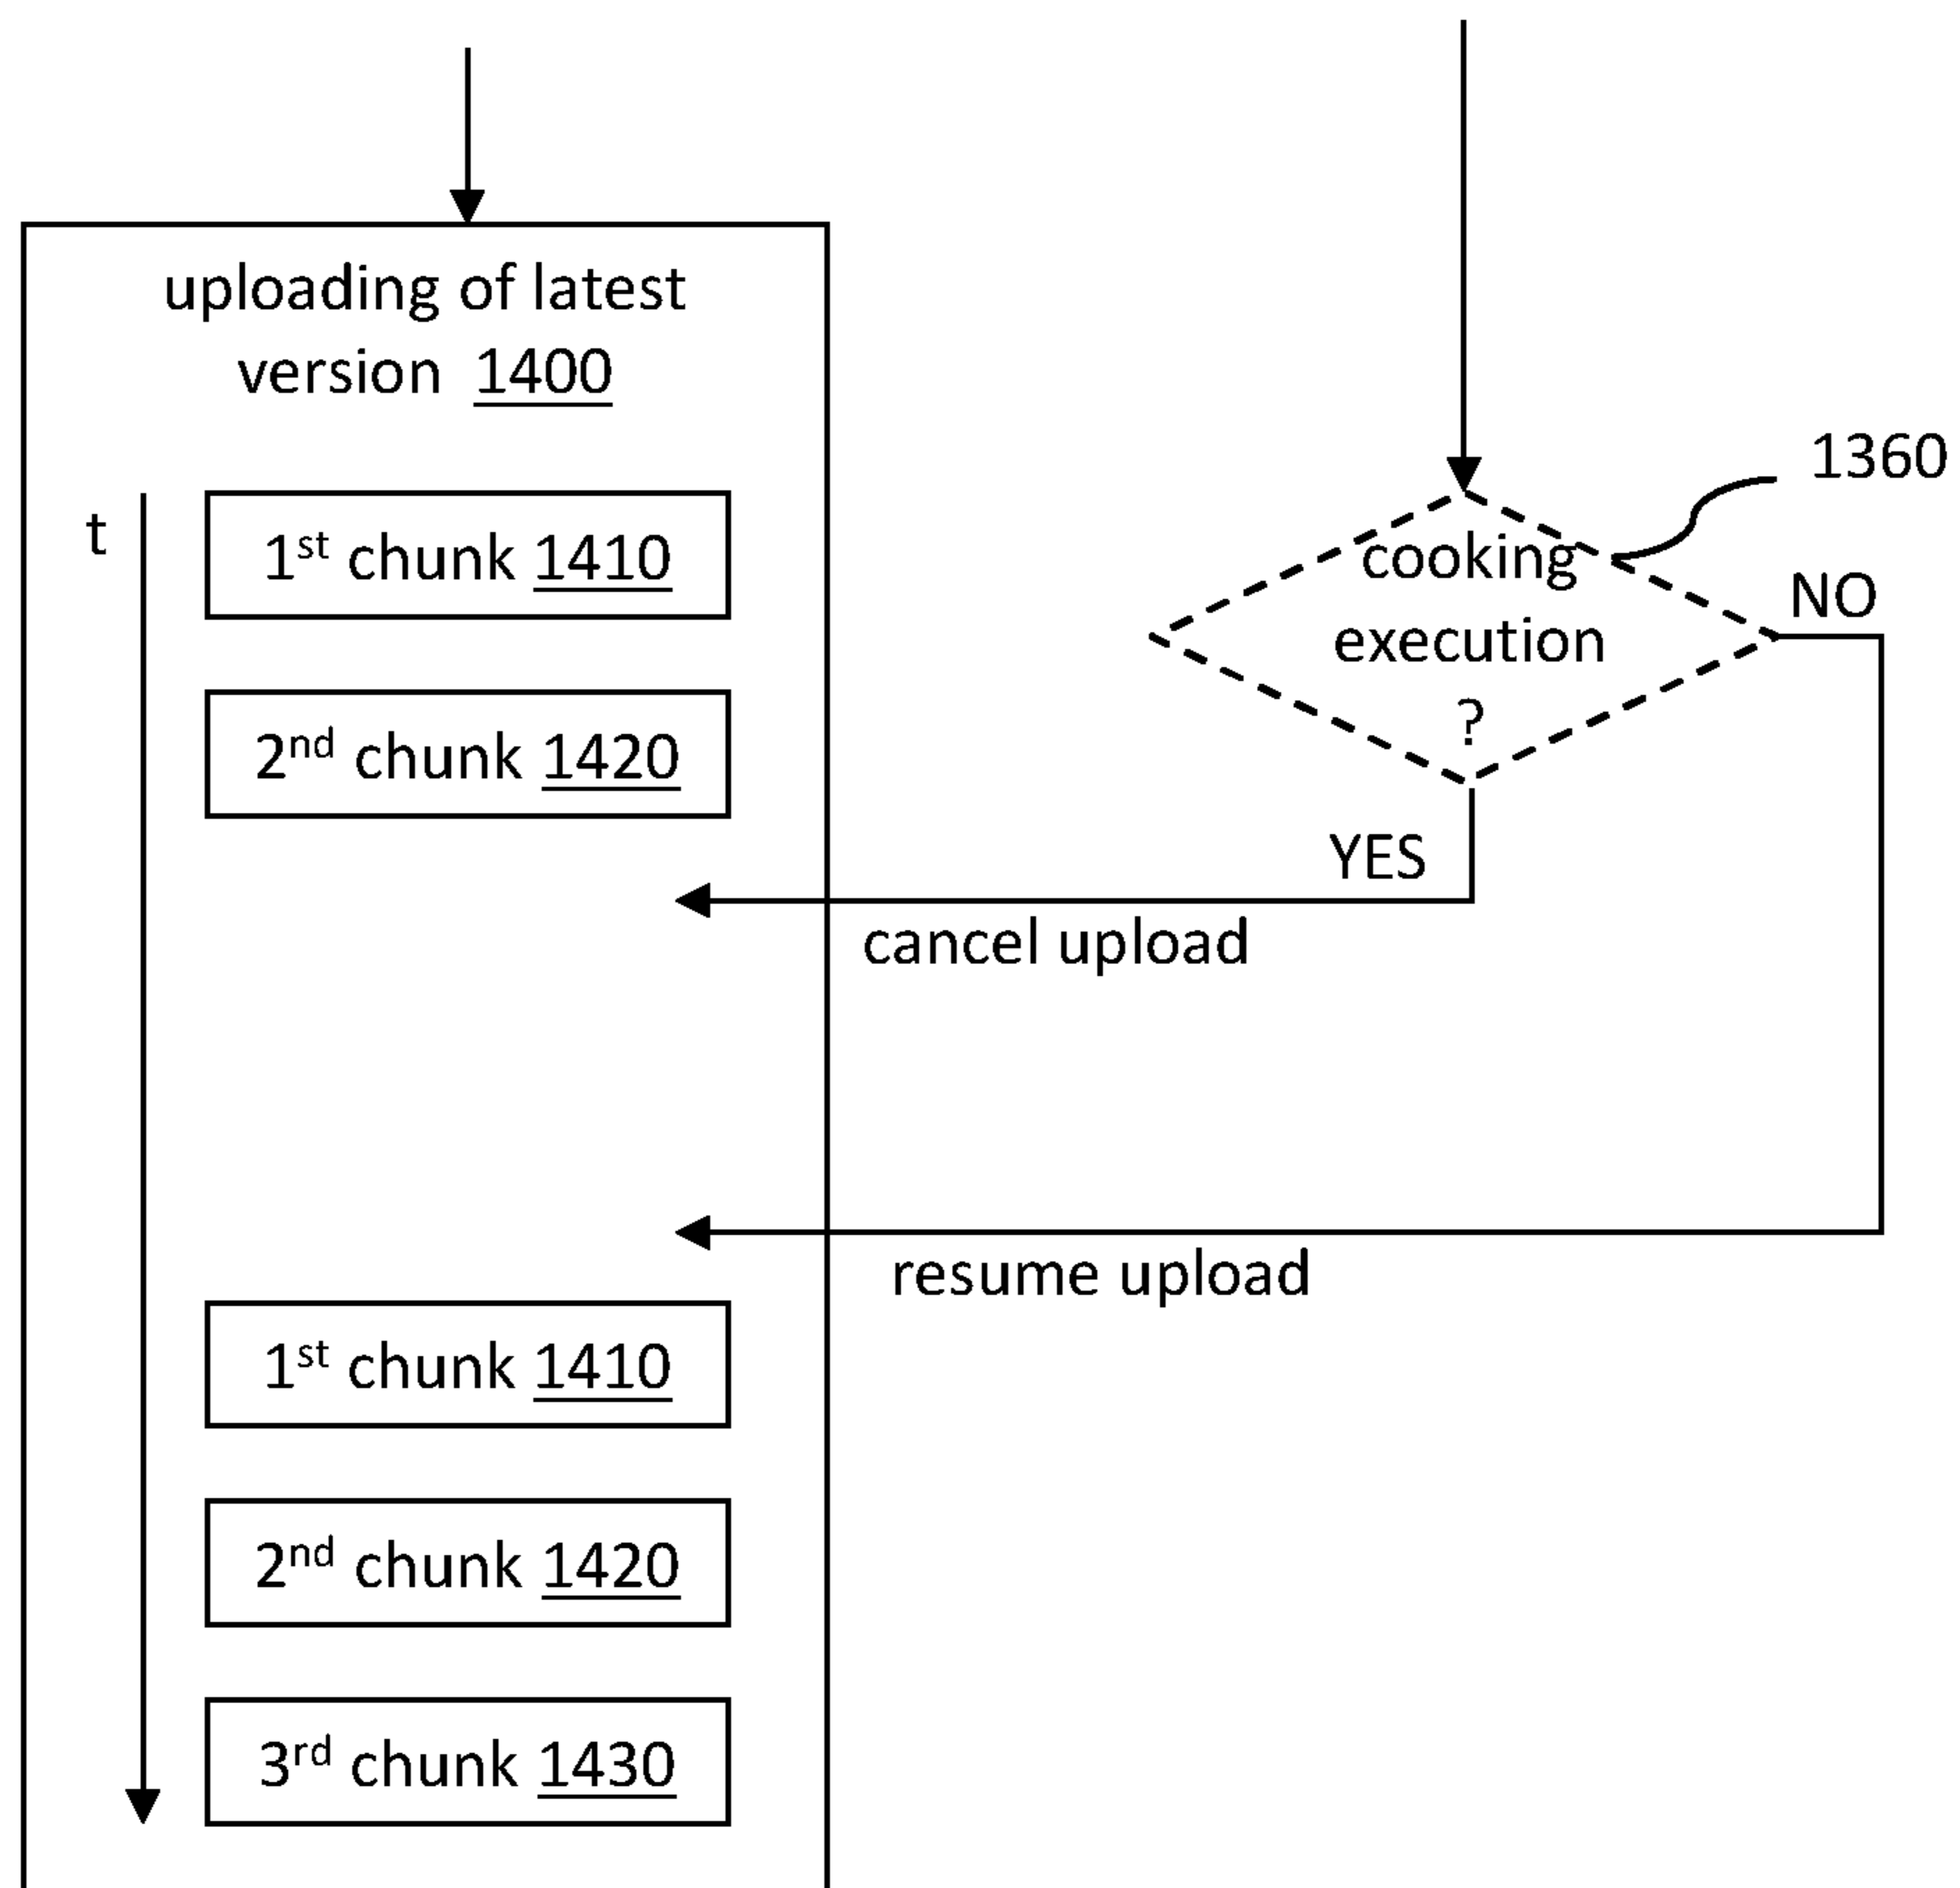 uploading of latest
version 1400
t
1st chunk 1410
2nd chunk 1420
1360
cooking
execution
?
NO
YES
cancel upload
resume upload
1st chunk 1410
2nd chunk 1420
3rd chunk 1430